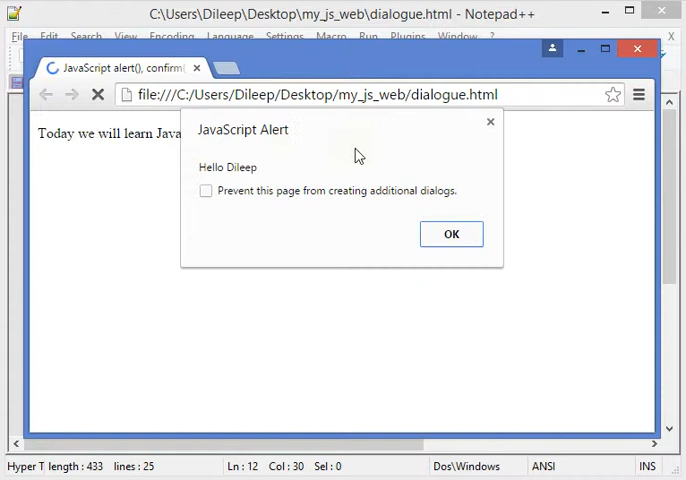 C:\Users\Dileep\Desktop\my_js_web\dialogue.html - Notepad++
File Edit Search View Encoding Language Settings Macro Run Plugins Window ? X
JavaScript alert(), confirm(
file:///C:/Users/Dileep/Desktop/my_js_web/dialogue.html
Today we will learn Java
JavaScript Alert
Hello Dileep
Prevent this page from creating additional dialogs.
OK
Hyper T length : 433 lines : 25 Ln : 12 Col : 30 Sel : 0 Dos\Windows ANSI INS